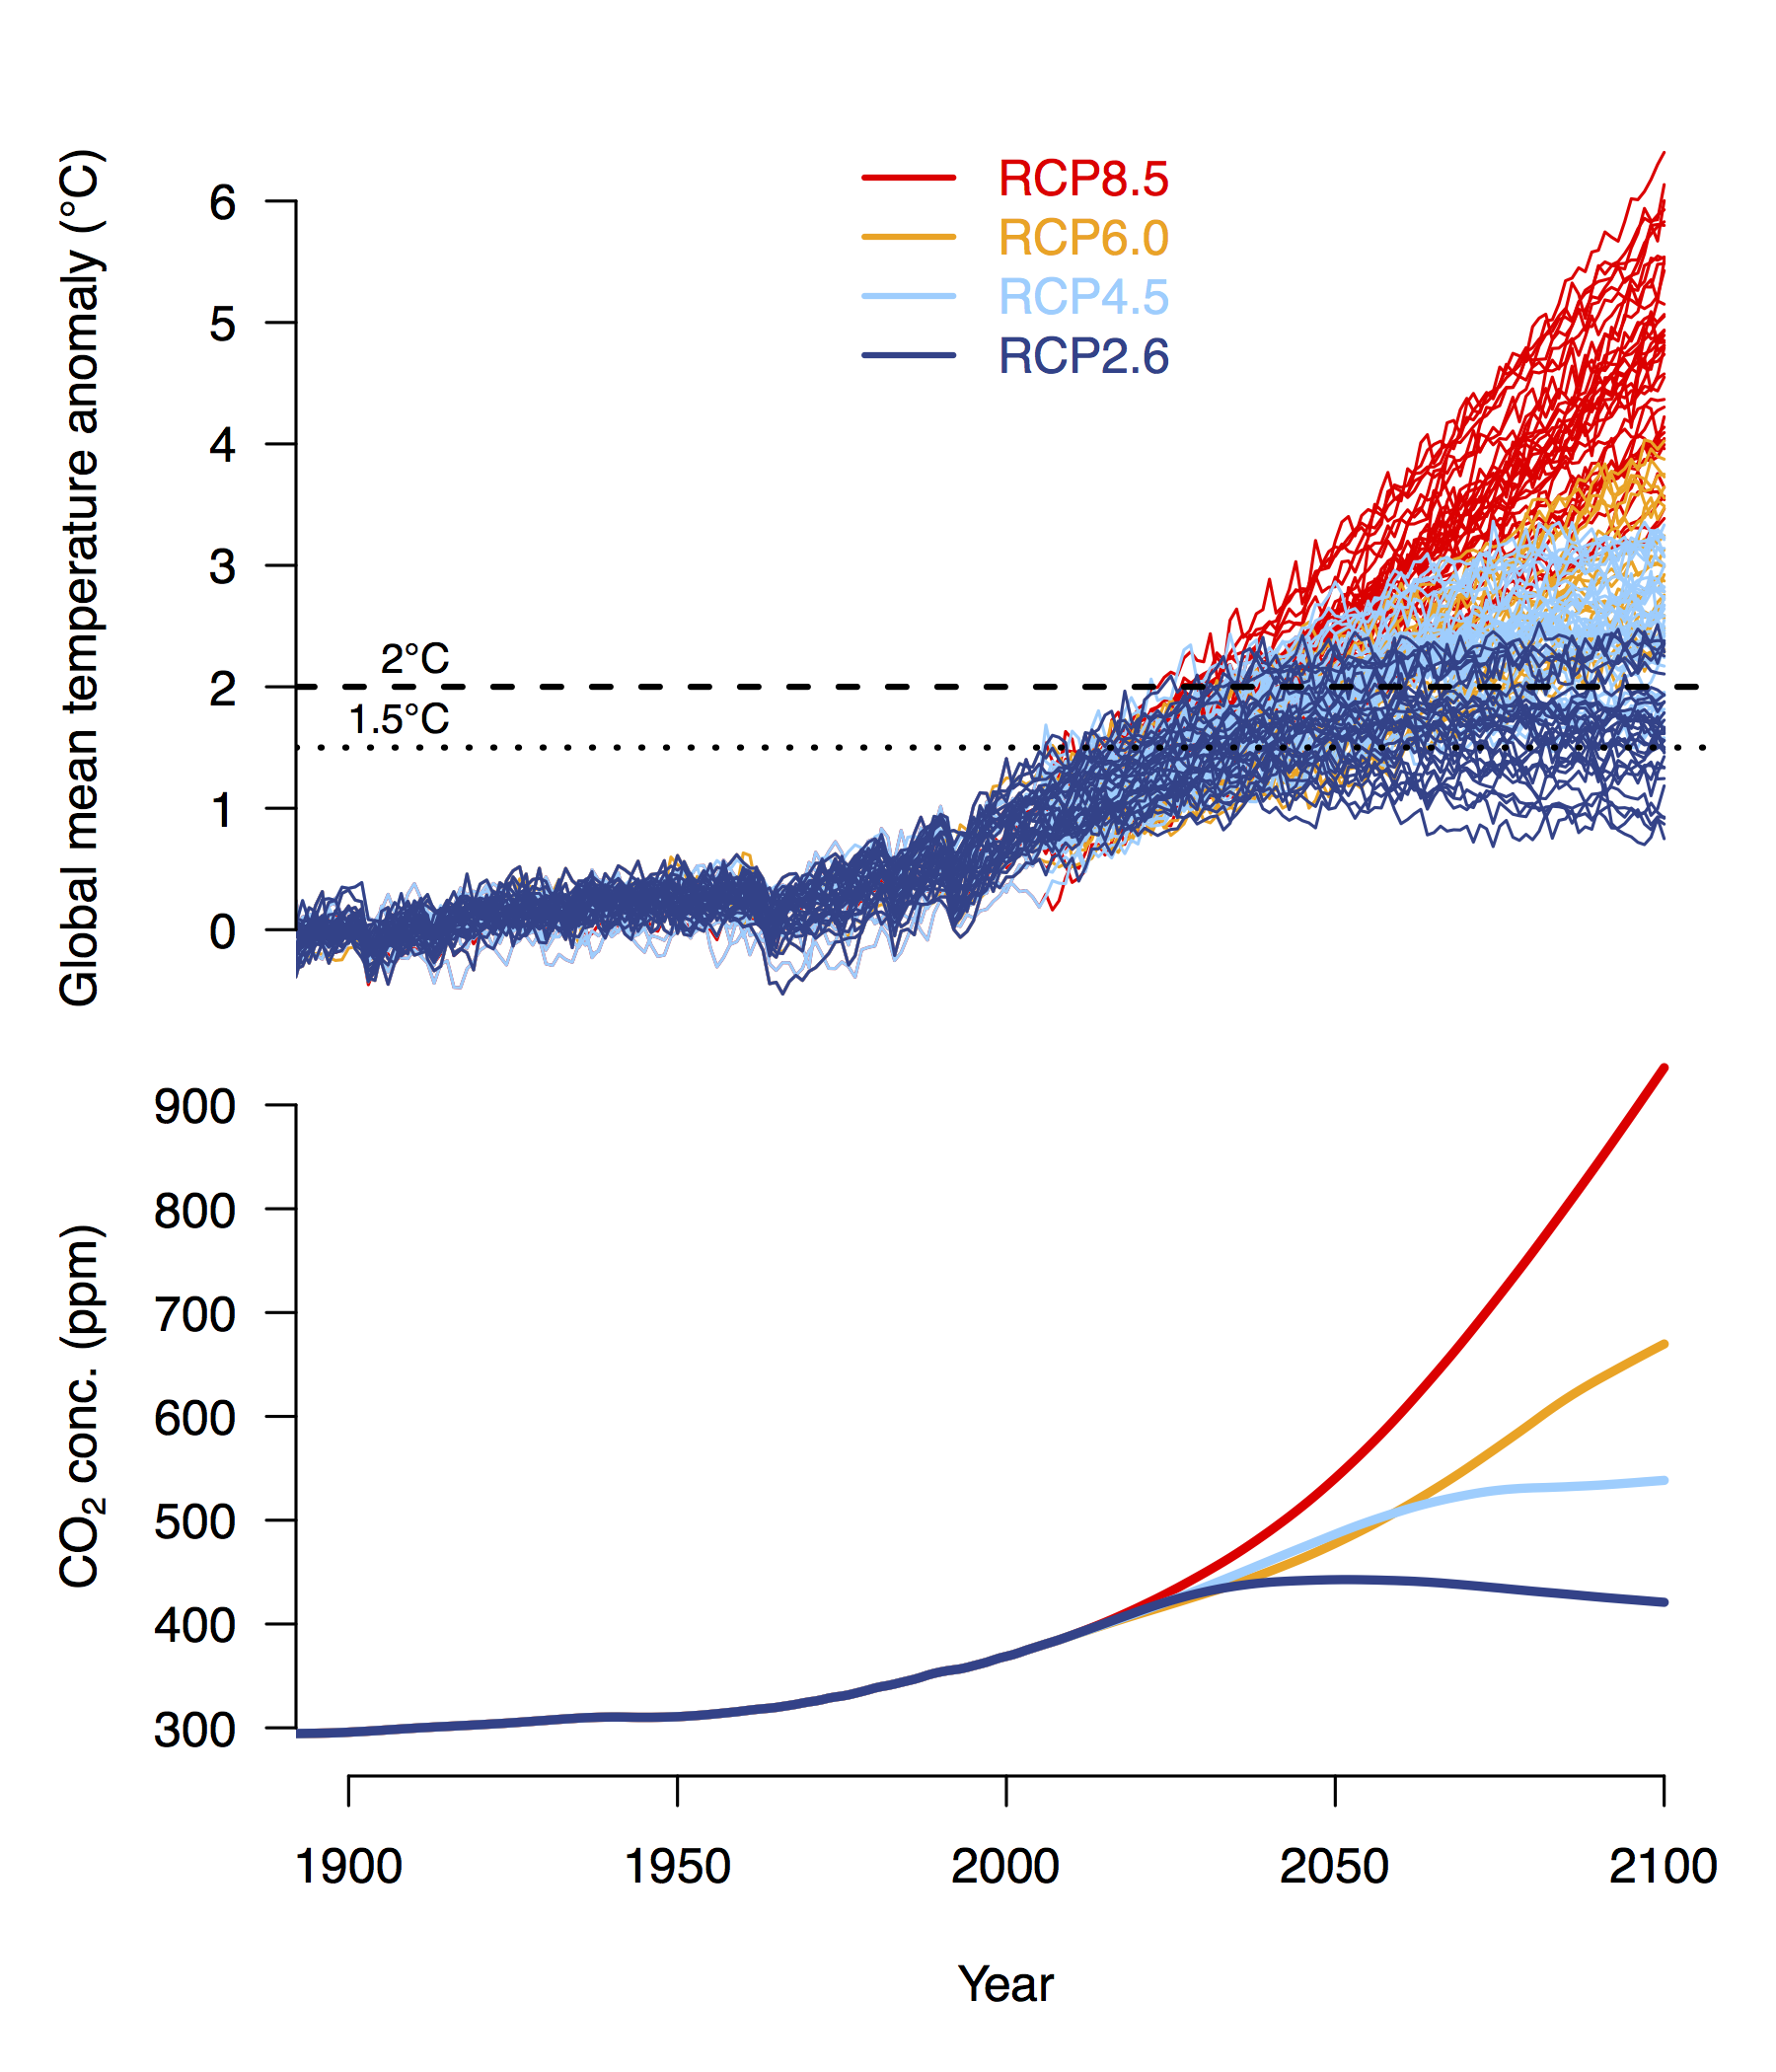 Global mean temperature anomaly (°C)
6
5
4
3
2
1
0
RCP8.5
RCP6.0
RCP4.5
RCP2.6
2°C
1.5°C
CO₂ conc. (ppm)
900
800
700
600
500
400
300
1900 1950 2000 2050 2100
Year